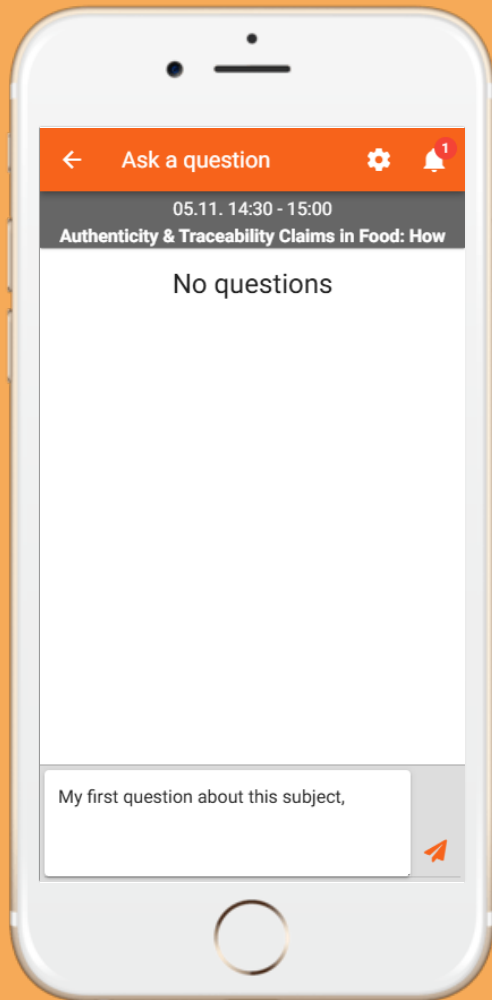 Ask a question
1
05.11. 14:30 - 15:00
Authenticity & Traceability Claims in Food: How
No questions
My first question about this subject,